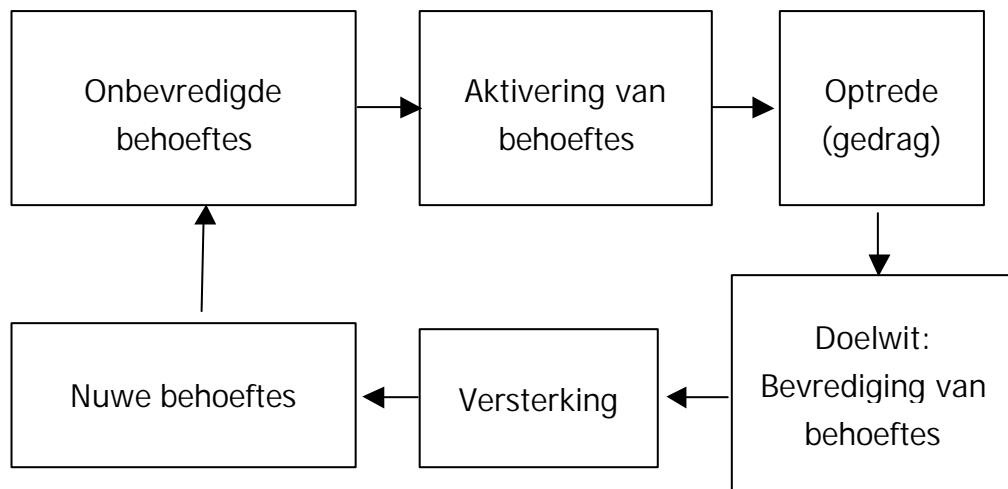 Onbevredigde
behoeftes
Aktivering van
behoeftes
Optrede
(gedrag)
Doelwit:
Bevrediging van
behoeftes
Versterking
Nuwe behoeftes